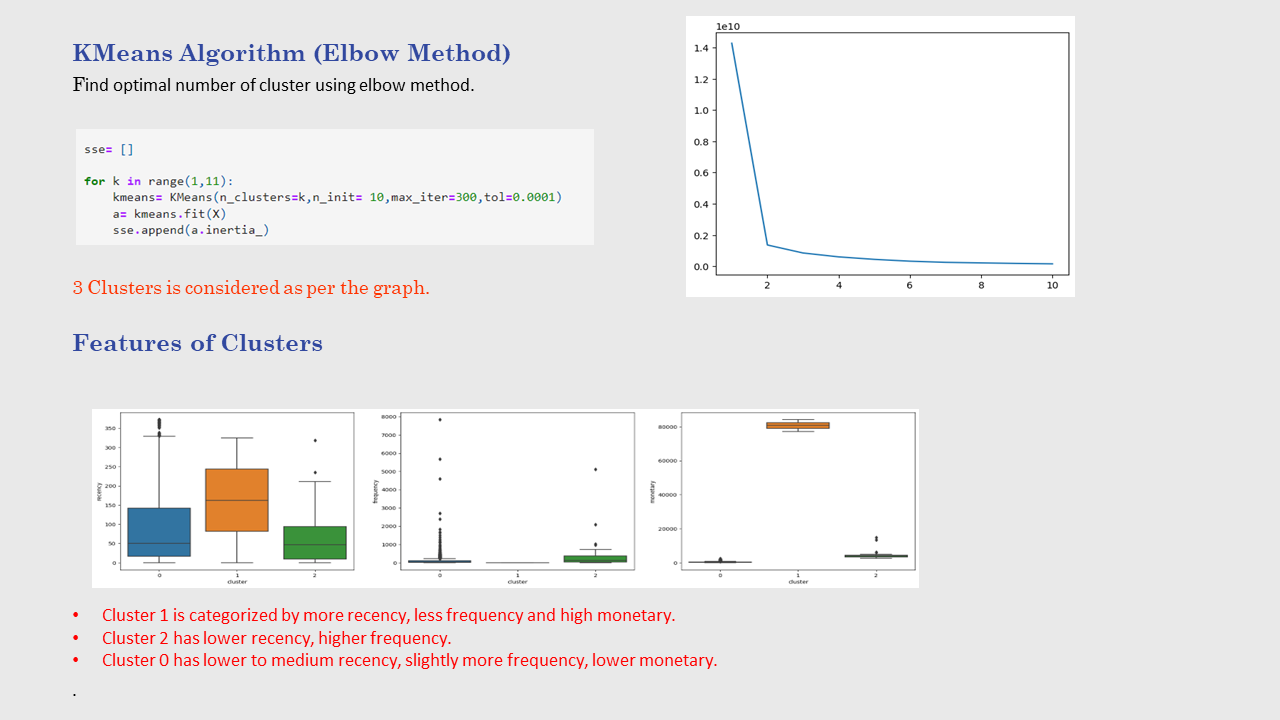 KMeans Algorithm (Elbow Method)
Find optimal number of cluster using elbow method.
sse= []
for k in range(1,11):
    kmeans= KMeans(n_clusters=k,n_init= 10,max_iter=300,tol=0.0001)
    a= kmeans.fit(X)
    sse.append(a.inertia_)
3 Clusters is considered as per the graph.
1e10
1.4
1.2
1.0
0.8
0.6
0.4
0.2
0.0
2 4 6 8 10
Features of Clusters
350
300
250
200
150
100
50
0
recency
0 1 2
cluster
8000
7000
6000
5000
4000
3000
2000
1000
0
frequency
0 1 2
cluster
80000
60000
40000
20000
0
monetary
0 1 2
cluster
• Cluster 1 is categorized by more recency, less frequency and high monetary.
• Cluster 2 has lower recency, higher frequency.
• Cluster 0 has lower to medium recency, slightly more frequency, lower monetary.
.